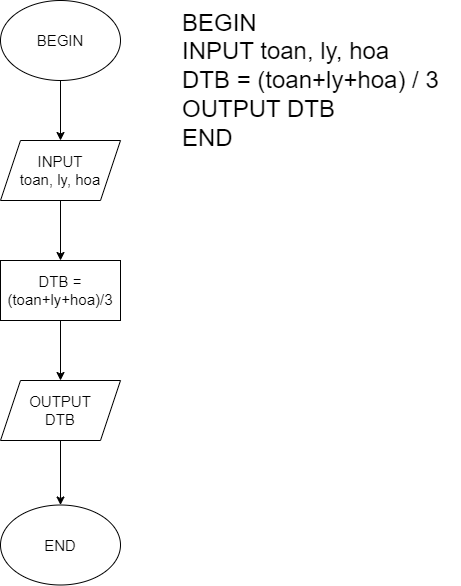 BEGIN
INPUT
toan, ly, hoa
DTB =
(toan+ly+hoa)/3
OUTPUT
DTB
END
BEGIN
INPUT toan, ly, hoa
DTB = (toan+ly+hoa) / 3
OUTPUT DTB
END